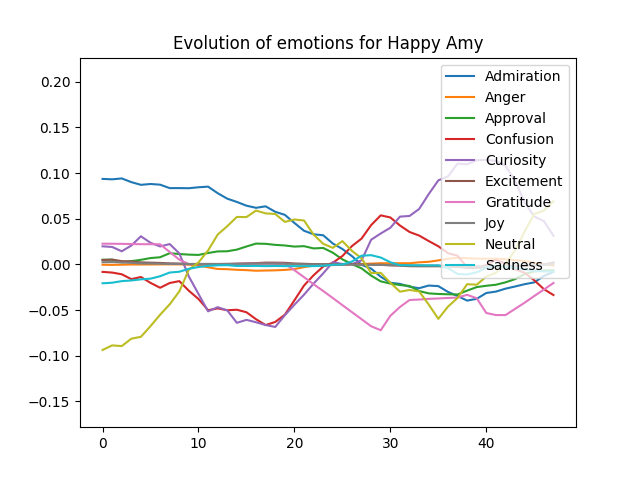 Evolution of emotions for Happy Amy
0.20
0.15
0.10
0.05
0.00
−0.05
−0.10
−0.15
0
10
20
30
40
Admiration
Anger
Approval
Confusion
Curiosity
Excitement
Gratitude
Joy
Neutral
Sadness